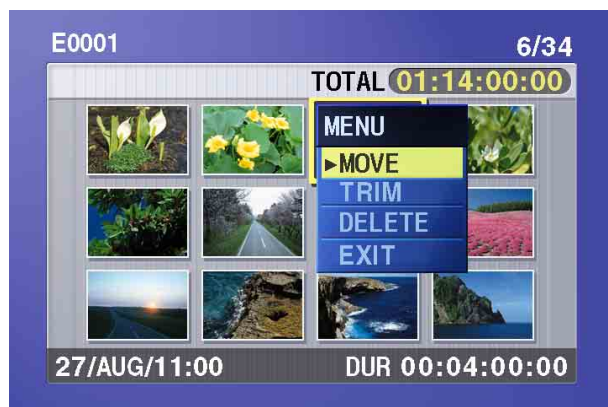 E0001 6/34
TOTAL 01:14:00:00
MENU
▶MOVE
TRIM
DELETE
EXIT
27/AUG/11:00 DUR 00:04:00:00